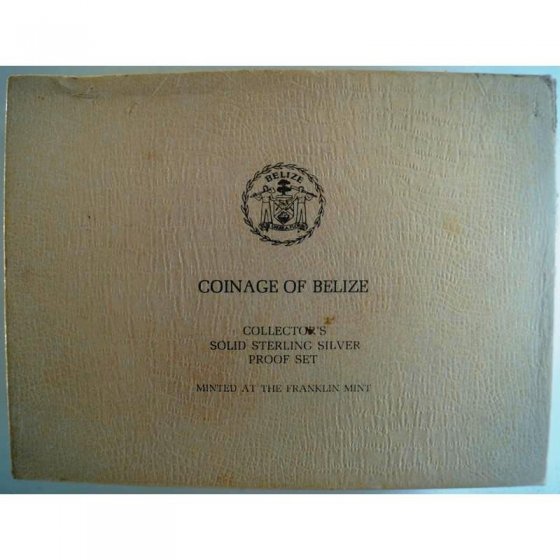 BELIZE
COINAGE OF BELIZE
COLLECTOR'S
SOLID STERLING SILVER
PROOF SET
MINTED AT THE FRANKLIN MINT